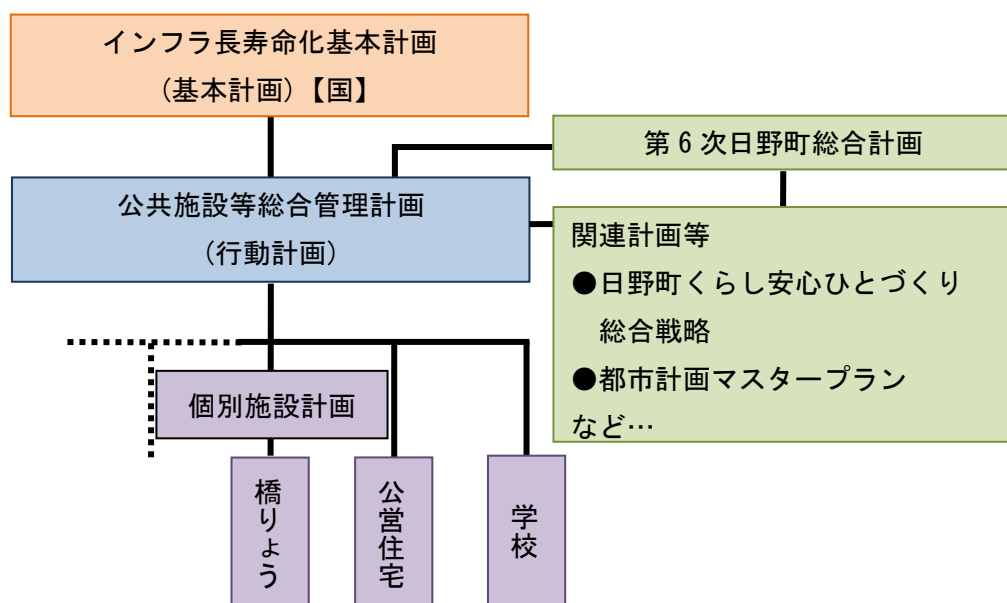 インフラ長寿命化基本計画
(基本計画)【国】
第6次日野町総合計画
公共施設等総合管理計画
(行動計画)
関連計画等
●日野町くらし安心ひとづくり
総合戦略
●都市計画マスタープラン
など…
個別施設計画
橋りょう
公営住宅
学校